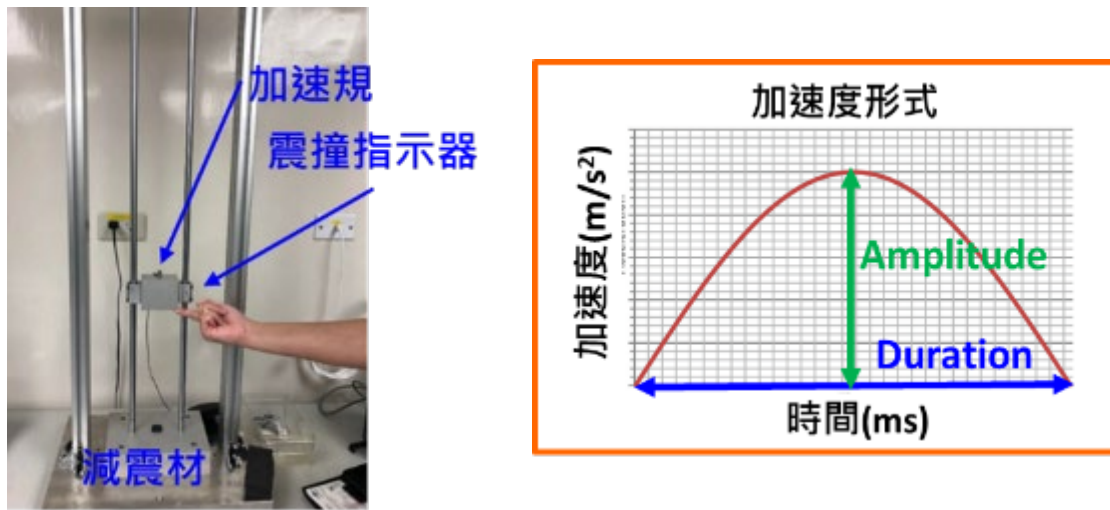 加速規
震撞指示器
減震材
加速度形式
加速度(m/s²)
Amplitude
Duration
時間(ms)